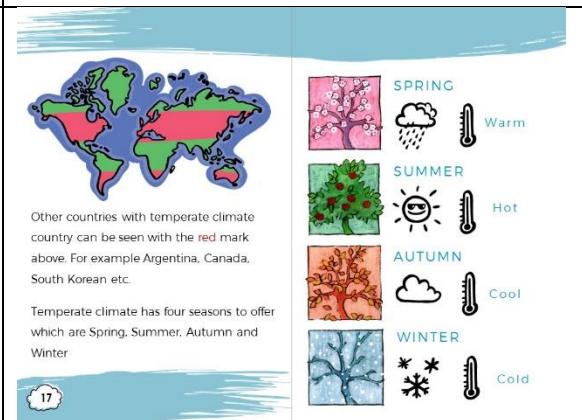 Other countries with temperate climate
country can be seen with the red mark
above. For example Argentina, Canada,
South Korean etc.
Temperate climate has four seasons to offer
which are Spring, Summer, Autumn and
Winter
17
SPRING
Warm
SUMMER
Hot
AUTUMN
Cool
WINTER
Cold